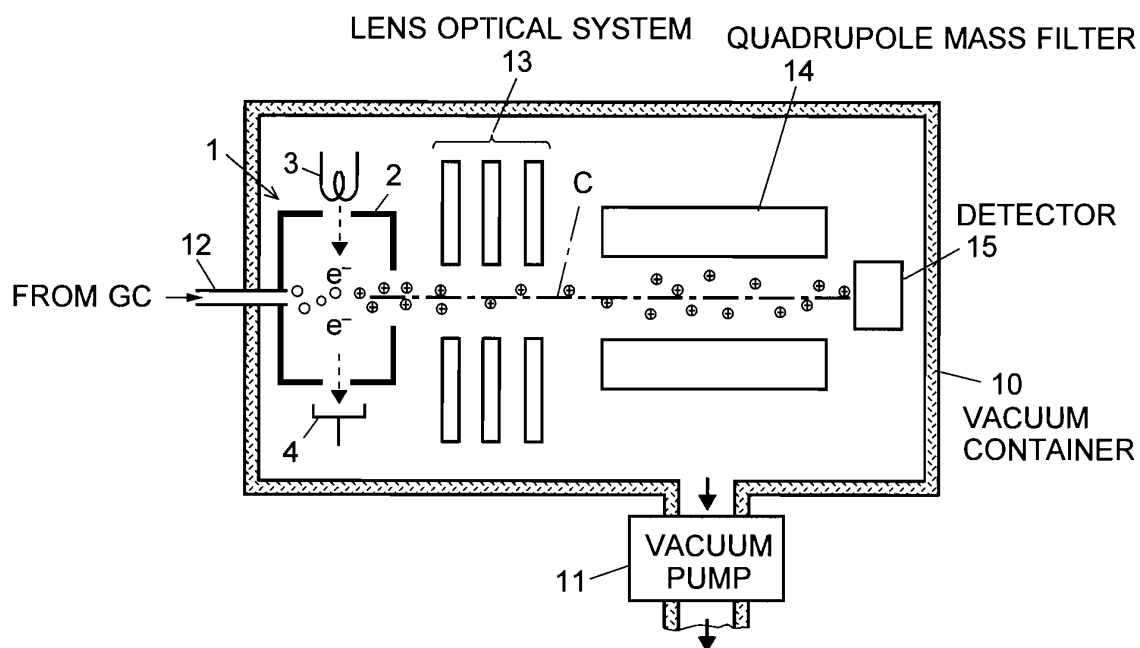 LENS OPTICAL SYSTEM
13
QUADRUPOLE MASS FILTER
14
1
3
2
C
DETECTOR
15
12
FROM GC
e⁻
e⁻
4
10
VACUUM
CONTAINER
11
VACUUM
PUMP